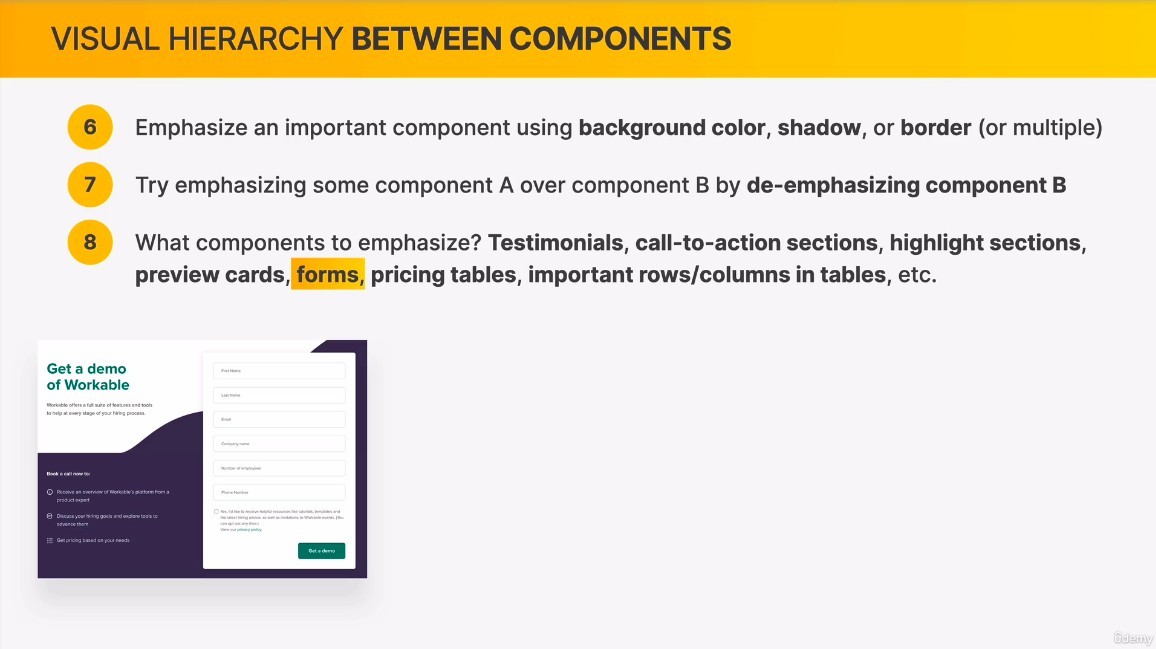 VISUAL HIERARCHY BETWEEN COMPONENTS
6 Emphasize an important component using background color, shadow, or border (or multiple)
7 Try emphasizing some component A over component B by de-emphasizing component B
8 What components to emphasize? Testimonials, call-to-action sections, highlight sections,
preview cards, forms, pricing tables, important rows/columns in tables, etc.
Get a demo
of Workable
Workable offers a full suite of features and tools
to help at every stage of your hiring process.
Book a call now to:
Receive an overview of Workable's platform from a
product expert
Discuss your hiring goals and explore tools to
advance them
Get pricing based on your needs
First Name
Last Name
Email
Company name
Number of employees
Phone Number
Yes, I'd like to receive helpful resources like tutorials, templates and
the latest hiring advice, as well as invitations to Workable events. (You
can opt out any time)
View our privacy policy.
Get a demo
ûdemy